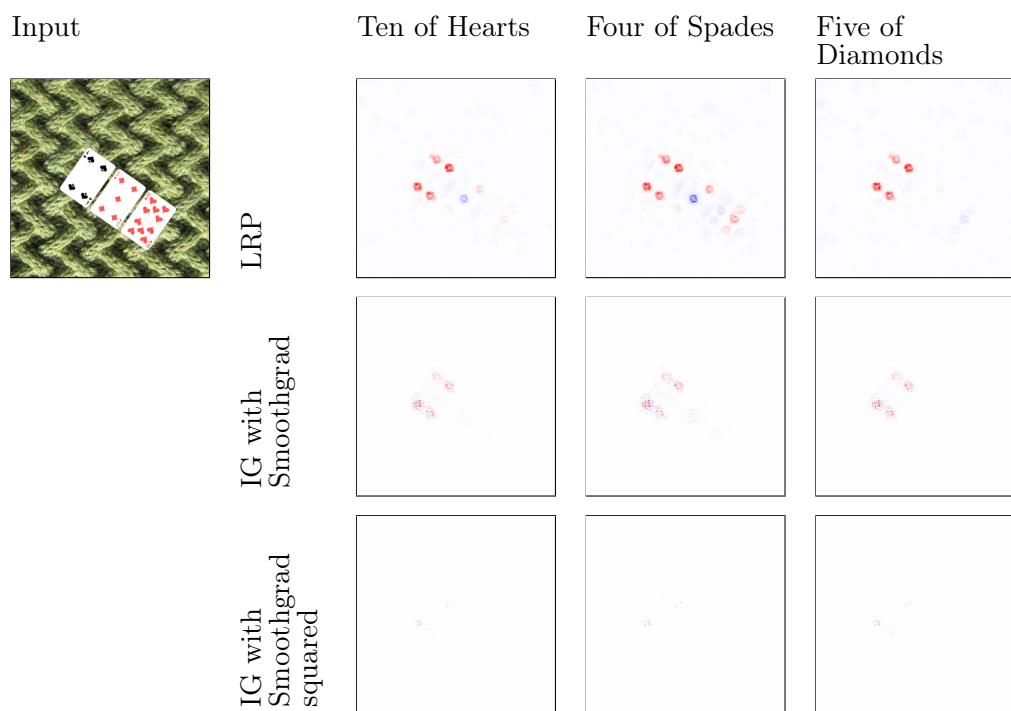 Input
Ten of Hearts
Four of Spades
Five of
Diamonds
LRP
IG with
Smoothgrad
IG with
Smoothgrad
squared